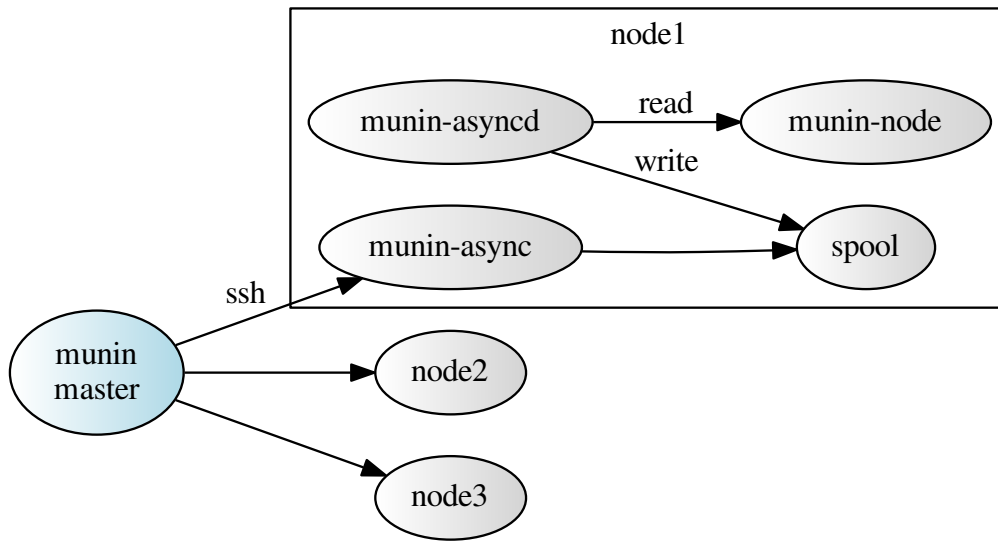 node1
munin-asyncd
read
munin-node
write
munin-async
spool
ssh
munin
master
node2
node3